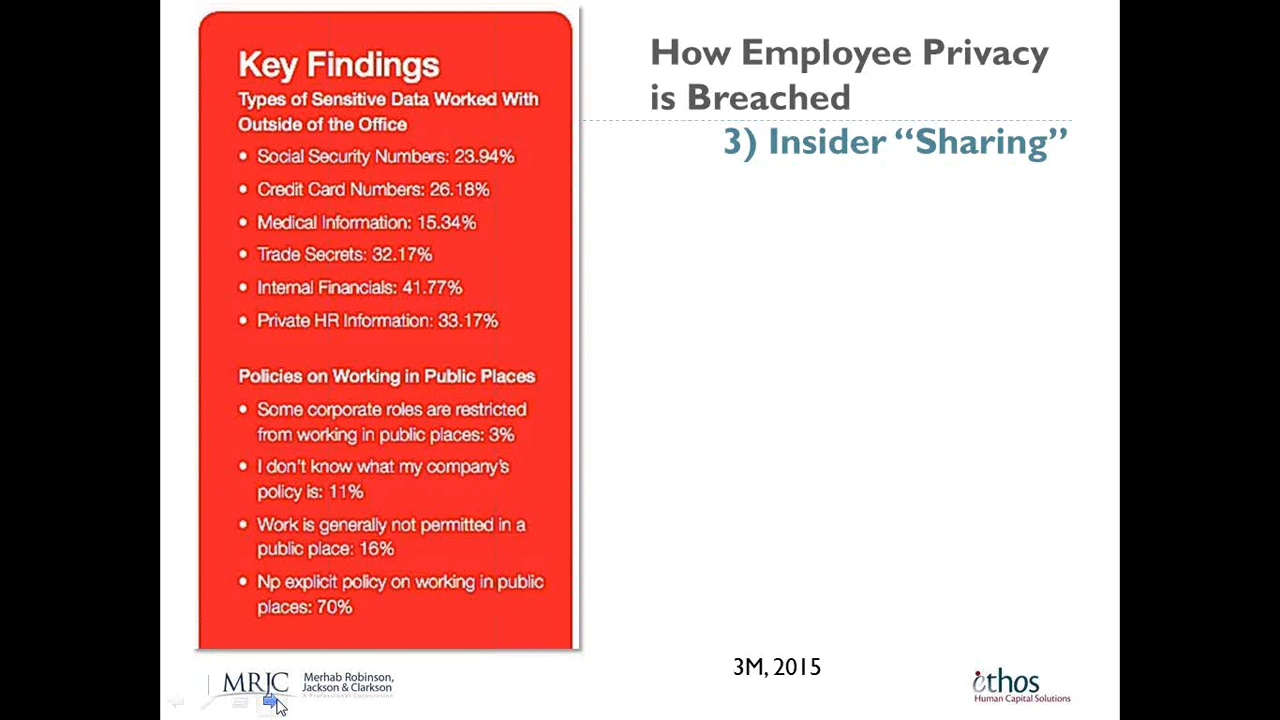 Key Findings
Types of Sensitive Data Worked With
Outside of the Office
• Social Security Numbers: 23.94%
• Credit Card Numbers: 26.18%
• Medical Information: 15.34%
• Trade Secrets: 32.17%
• Internal Financials: 41.77%
• Private HR Information: 33.17%
Policies on Working in Public Places
• Some corporate roles are restricted
from working in public places: 3%
• I don't know what my company's
policy is: 11%
• Work is generally not permitted in a
public place: 16%
• Np explicit policy on working in public
places: 70%
How Employee Privacy
is Breached
3) Insider “Sharing”
3M, 2015
MRJC
Merhab Robinson,
Jackson & Clarkson
A Professional Corporation
ithos
Human Capital Solutions